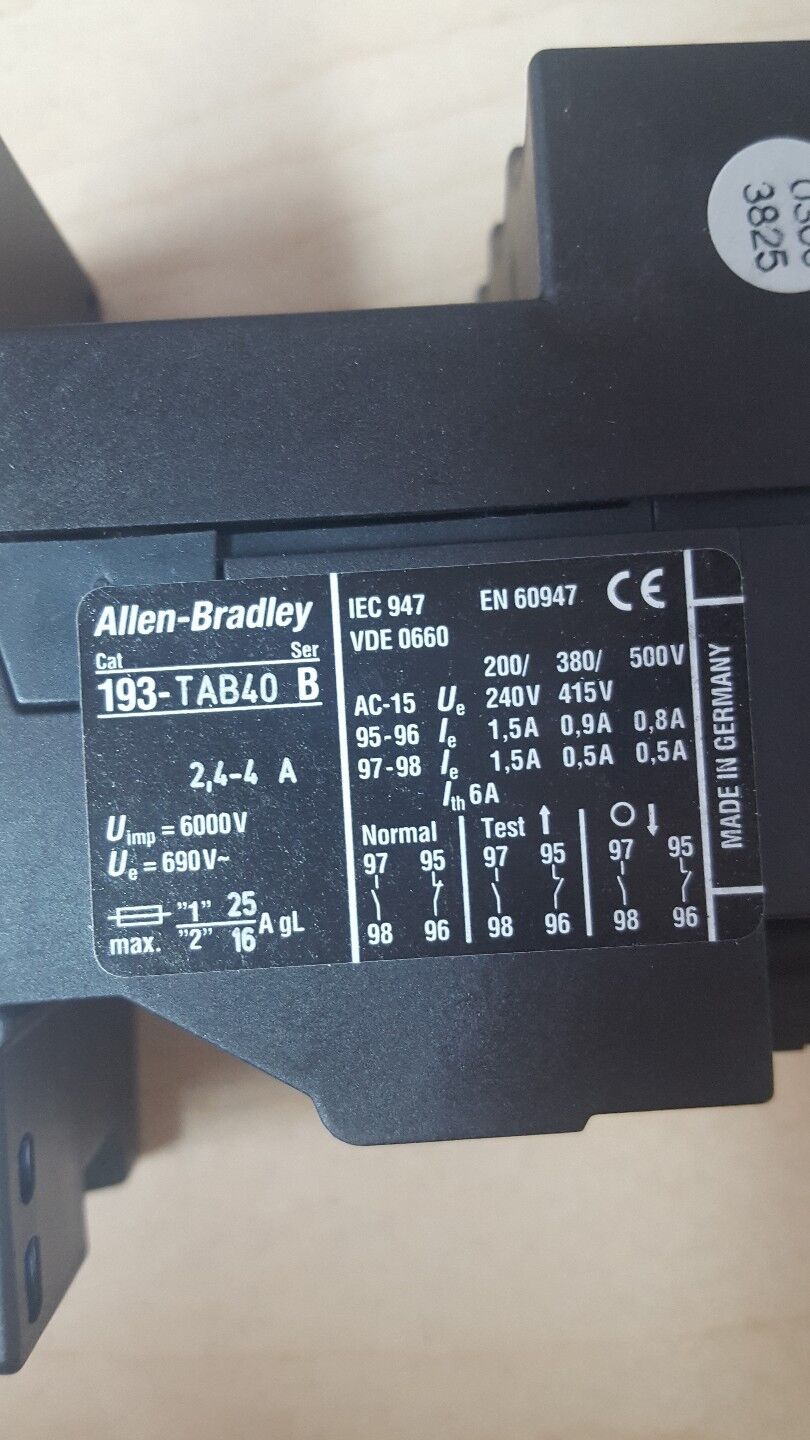 3825
Allen-Bradley
Cat Ser
193-TAB40 B
2,4-4 A
Uimp = 6000V
Ue = 690V~
max. "1" 25
"2" 16 A gL
IEC 947 EN 60947 CE
VDE 0660
200/ 380/ 500V
AC-15 Ue 240V 415V
95-96 Ie 1,5A 0,9A 0,8A
97-98 Ie 1,5A 0,5A 0,5A
Ith 6A
Normal Test ↑ O ↓
97 95 97 95 97 95
98 96 98 96 98 96
MADE IN GERMANY